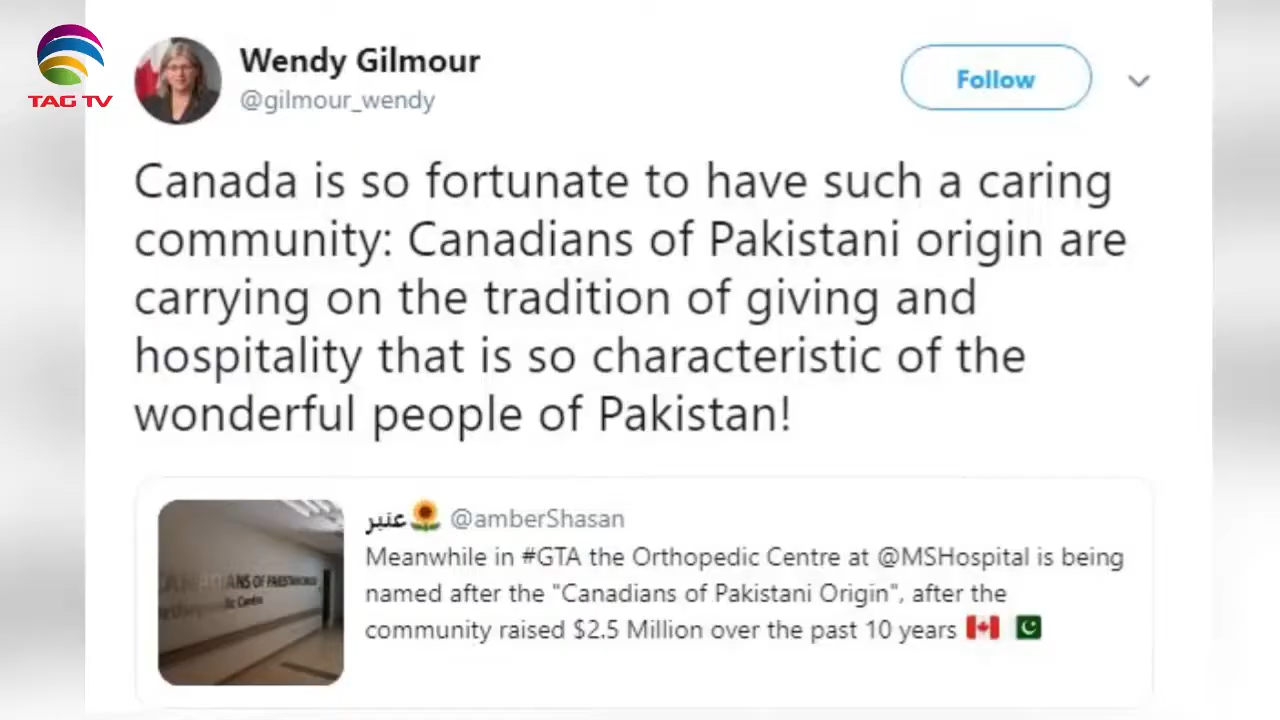 TAG TV
Wendy Gilmour
@gilmour_wendy
Follow
Canada is so fortunate to have such a caring
community: Canadians of Pakistani origin are
carrying on the tradition of giving and
hospitality that is so characteristic of the
wonderful people of Pakistan!
عنبر🌻 @amberShasan
Meanwhile in #GTA the Orthopedic Centre at @MSHospital is being
named after the "Canadians of Pakistani Origin", after the
community raised $2.5 Million over the past 10 years 🇨🇦 🇵🇰
OF PAKISTANI
Centre